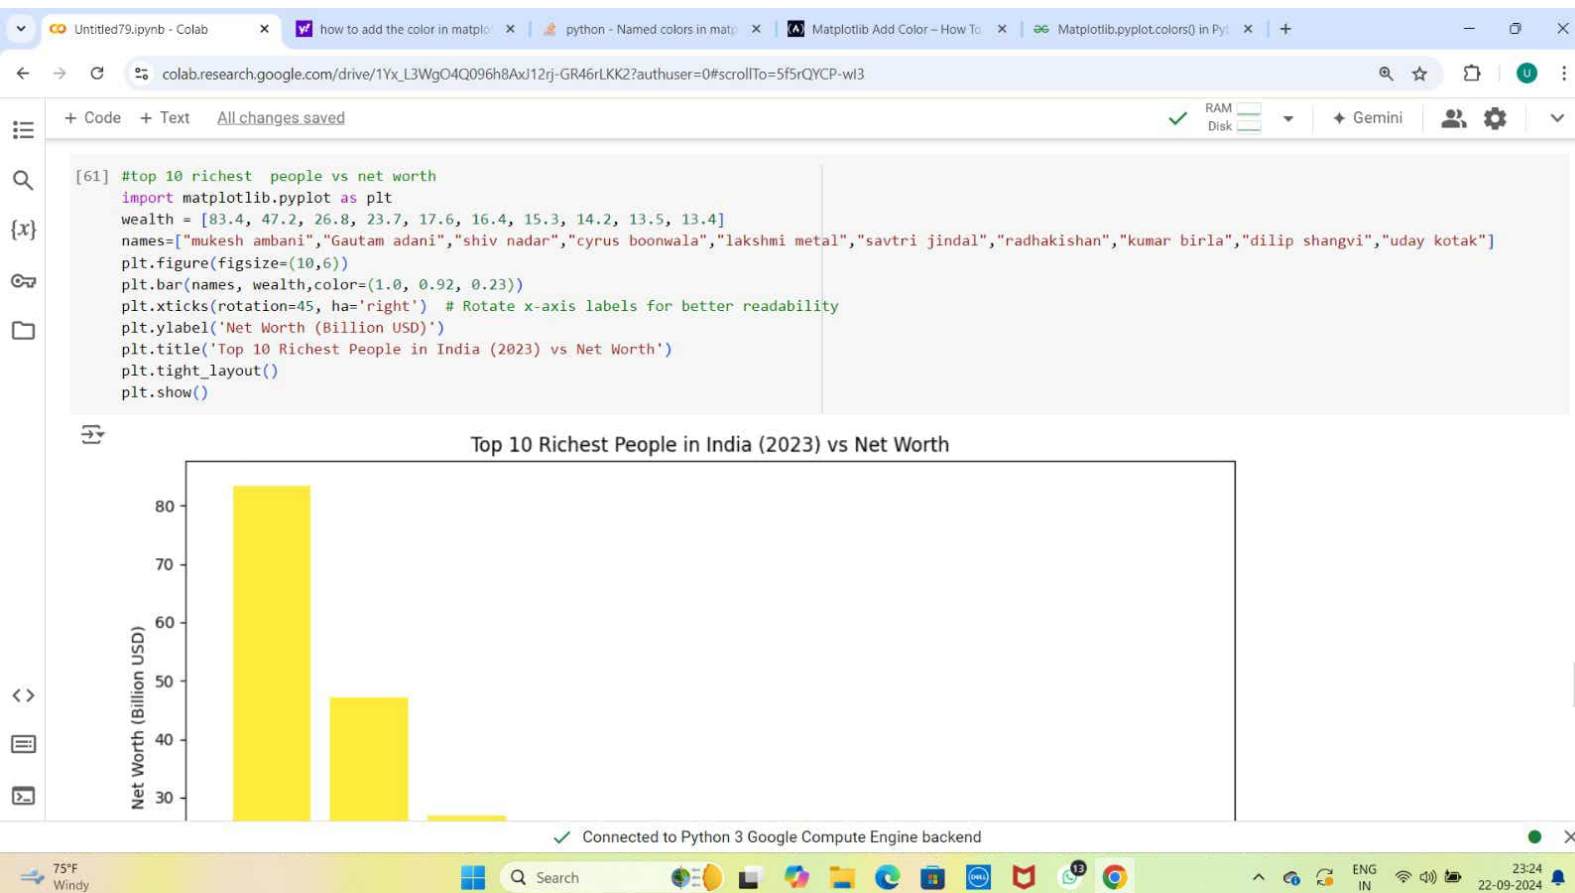 Untitled79.ipynb - Colab
how to add the color in matplo
python - Named colors in matp
Matplotlib Add Color – How To
Matplotlib.pyplot.colors() in Pyt
colab.research.google.com/drive/1Yx_L3WgO4Q096h8AxJ12rj-GR46rLKK2?authuser=0#scrollTo=5f5rQYCP-wl3
U
+ Code + Text All changes saved
RAM
Disk
Gemini
[61] #top 10 richest people vs net worth
import matplotlib.pyplot as plt
wealth = [83.4, 47.2, 26.8, 23.7, 17.6, 16.4, 15.3, 14.2, 13.5, 13.4]
names=["mukesh ambani","Gautam adani","shiv nadar","cyrus boonwala","lakshmi metal","savtri jindal","radhakishan","kumar birla","dilip shangvi","uday kotak"]
plt.figure(figsize=(10,6))
plt.bar(names, wealth,color=(1.0, 0.92, 0.23))
plt.xticks(rotation=45, ha='right')  # Rotate x-axis labels for better readability
plt.ylabel('Net Worth (Billion USD)')
plt.title('Top 10 Richest People in India (2023) vs Net Worth')
plt.tight_layout()
plt.show()
Top 10 Richest People in India (2023) vs Net Worth
80
70
60
50
40
30
Net Worth (Billion USD)
Connected to Python 3 Google Compute Engine backend
75°F
Windy
Search
DELL
13
ENG
IN
23:24
22-09-2024